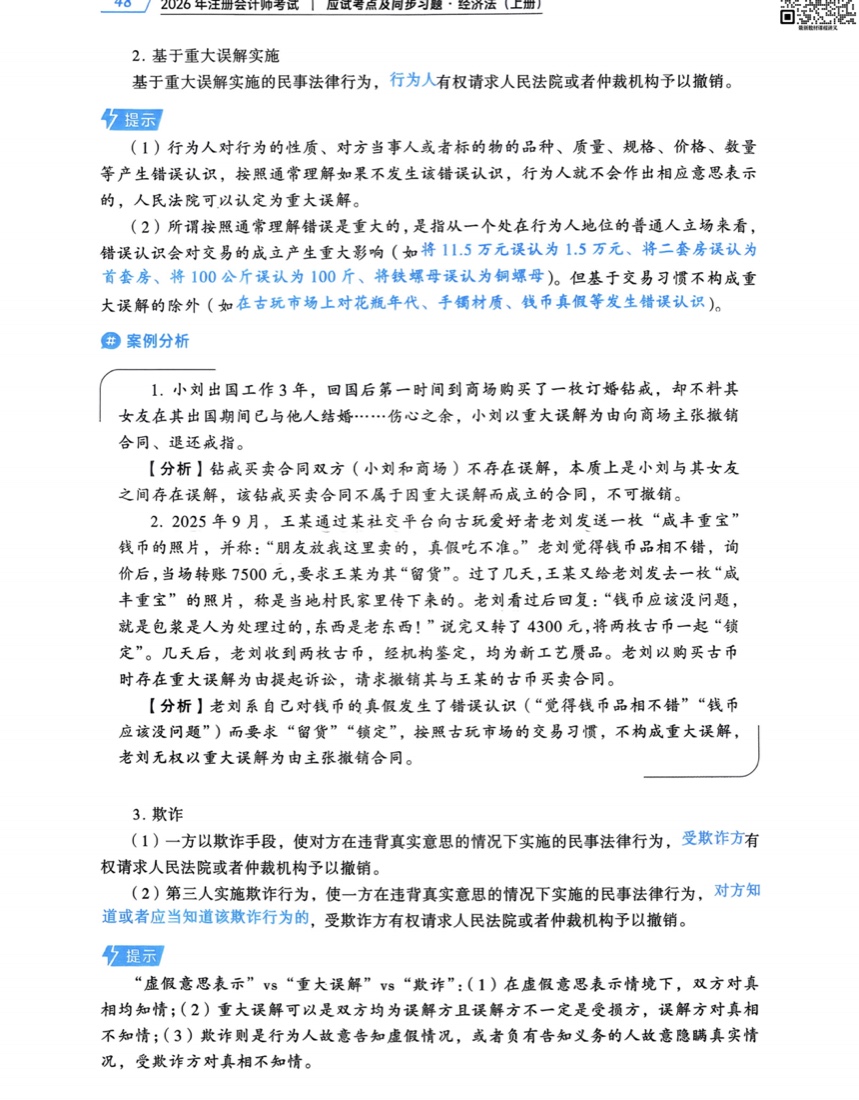 48 2026年注册会计师考试 | 应试考点及同步习题·经济法（上册）
2. 基于重大误解实施
基于重大误解实施的民事法律行为，行为人有权请求人民法院或者仲裁机构予以撤销。
提示
（1）行为人对行为的性质、对方当事人或者标的物的品种、质量、规格、价格、数量
等产生错误认识，按照通常理解如果不发生该错误认识，行为人就不会作出相应意思表示
的，人民法院可以认定为重大误解。
（2）所谓按照通常理解错误是重大的，是指从一个处在行为人地位的普通人立场来看，
错误认识会对交易的成立产生重大影响（如将11.5万元误认为1.5万元、将二套房误认为
首套房、将100公斤误认为100斤、将铁螺母误认为铜螺母）。但基于交易习惯不构成重
大误解的除外（如在古玩市场上对花瓶年代、手镯材质、钱币真假等发生错误认识）。
# 案例分析
1. 小刘出国工作3年，回国后第一时间到商场购买了一枚订婚钻戒，却不料其
女友在其出国期间已与他人结婚……伤心之余，小刘以重大误解为由向商场主张撤销
合同、退还戒指。
【分析】钻戒买卖合同双方（小刘和商场）不存在误解，本质上是小刘与其女友
之间存在误解，该钻戒买卖合同不属于因重大误解而成立的合同，不可撤销。
2. 2025年9月，王某通过某社交平台向古玩爱好者老刘发送一枚“咸丰重宝”
钱币的照片，并称：“朋友放我这里卖的，真假吃不准。”老刘觉得钱币品相不错，询
价后，当场转账7500元，要求王某为其“留货”。过了几天，王某又给老刘发去一枚“咸
丰重宝”的照片，称是当地村民家里传下来的。老刘看过后回复：“钱币应该没问题，
就是包浆是人为处理过的，东西是老东西！”说完又转了4300元，将两枚古币一起“锁
定”。几天后，老刘收到两枚古币，经机构鉴定，均为新工艺赝品。老刘以购买古币
时存在重大误解为由提起诉讼，请求撤销其与王某的古币买卖合同。
【分析】老刘系自己对钱币的真假发生了错误认识（“觉得钱币品相不错”“钱币
应该没问题”）而要求“留货”“锁定”，按照古玩市场的交易习惯，不构成重大误解，
老刘无权以重大误解为由主张撤销合同。
3. 欺诈
（1）一方以欺诈手段，使对方在违背真实意思的情况下实施的民事法律行为，受欺诈方有
权请求人民法院或者仲裁机构予以撤销。
（2）第三人实施欺诈行为，使一方在违背真实意思的情况下实施的民事法律行为，对方知
道或者应当知道该欺诈行为的，受欺诈方有权请求人民法院或者仲裁机构予以撤销。
提示
“虚假意思表示”vs“重大误解”vs“欺诈”：（1）在虚假意思表示情境下，双方对真
相均知情；（2）重大误解可以是双方均为误解方且误解方不一定是受损方，误解方对真相
不知情；（3）欺诈则是行为人故意告知虚假情况，或者负有告知义务的人故意隐瞒真实情
况，受欺诈方对真相不知情。